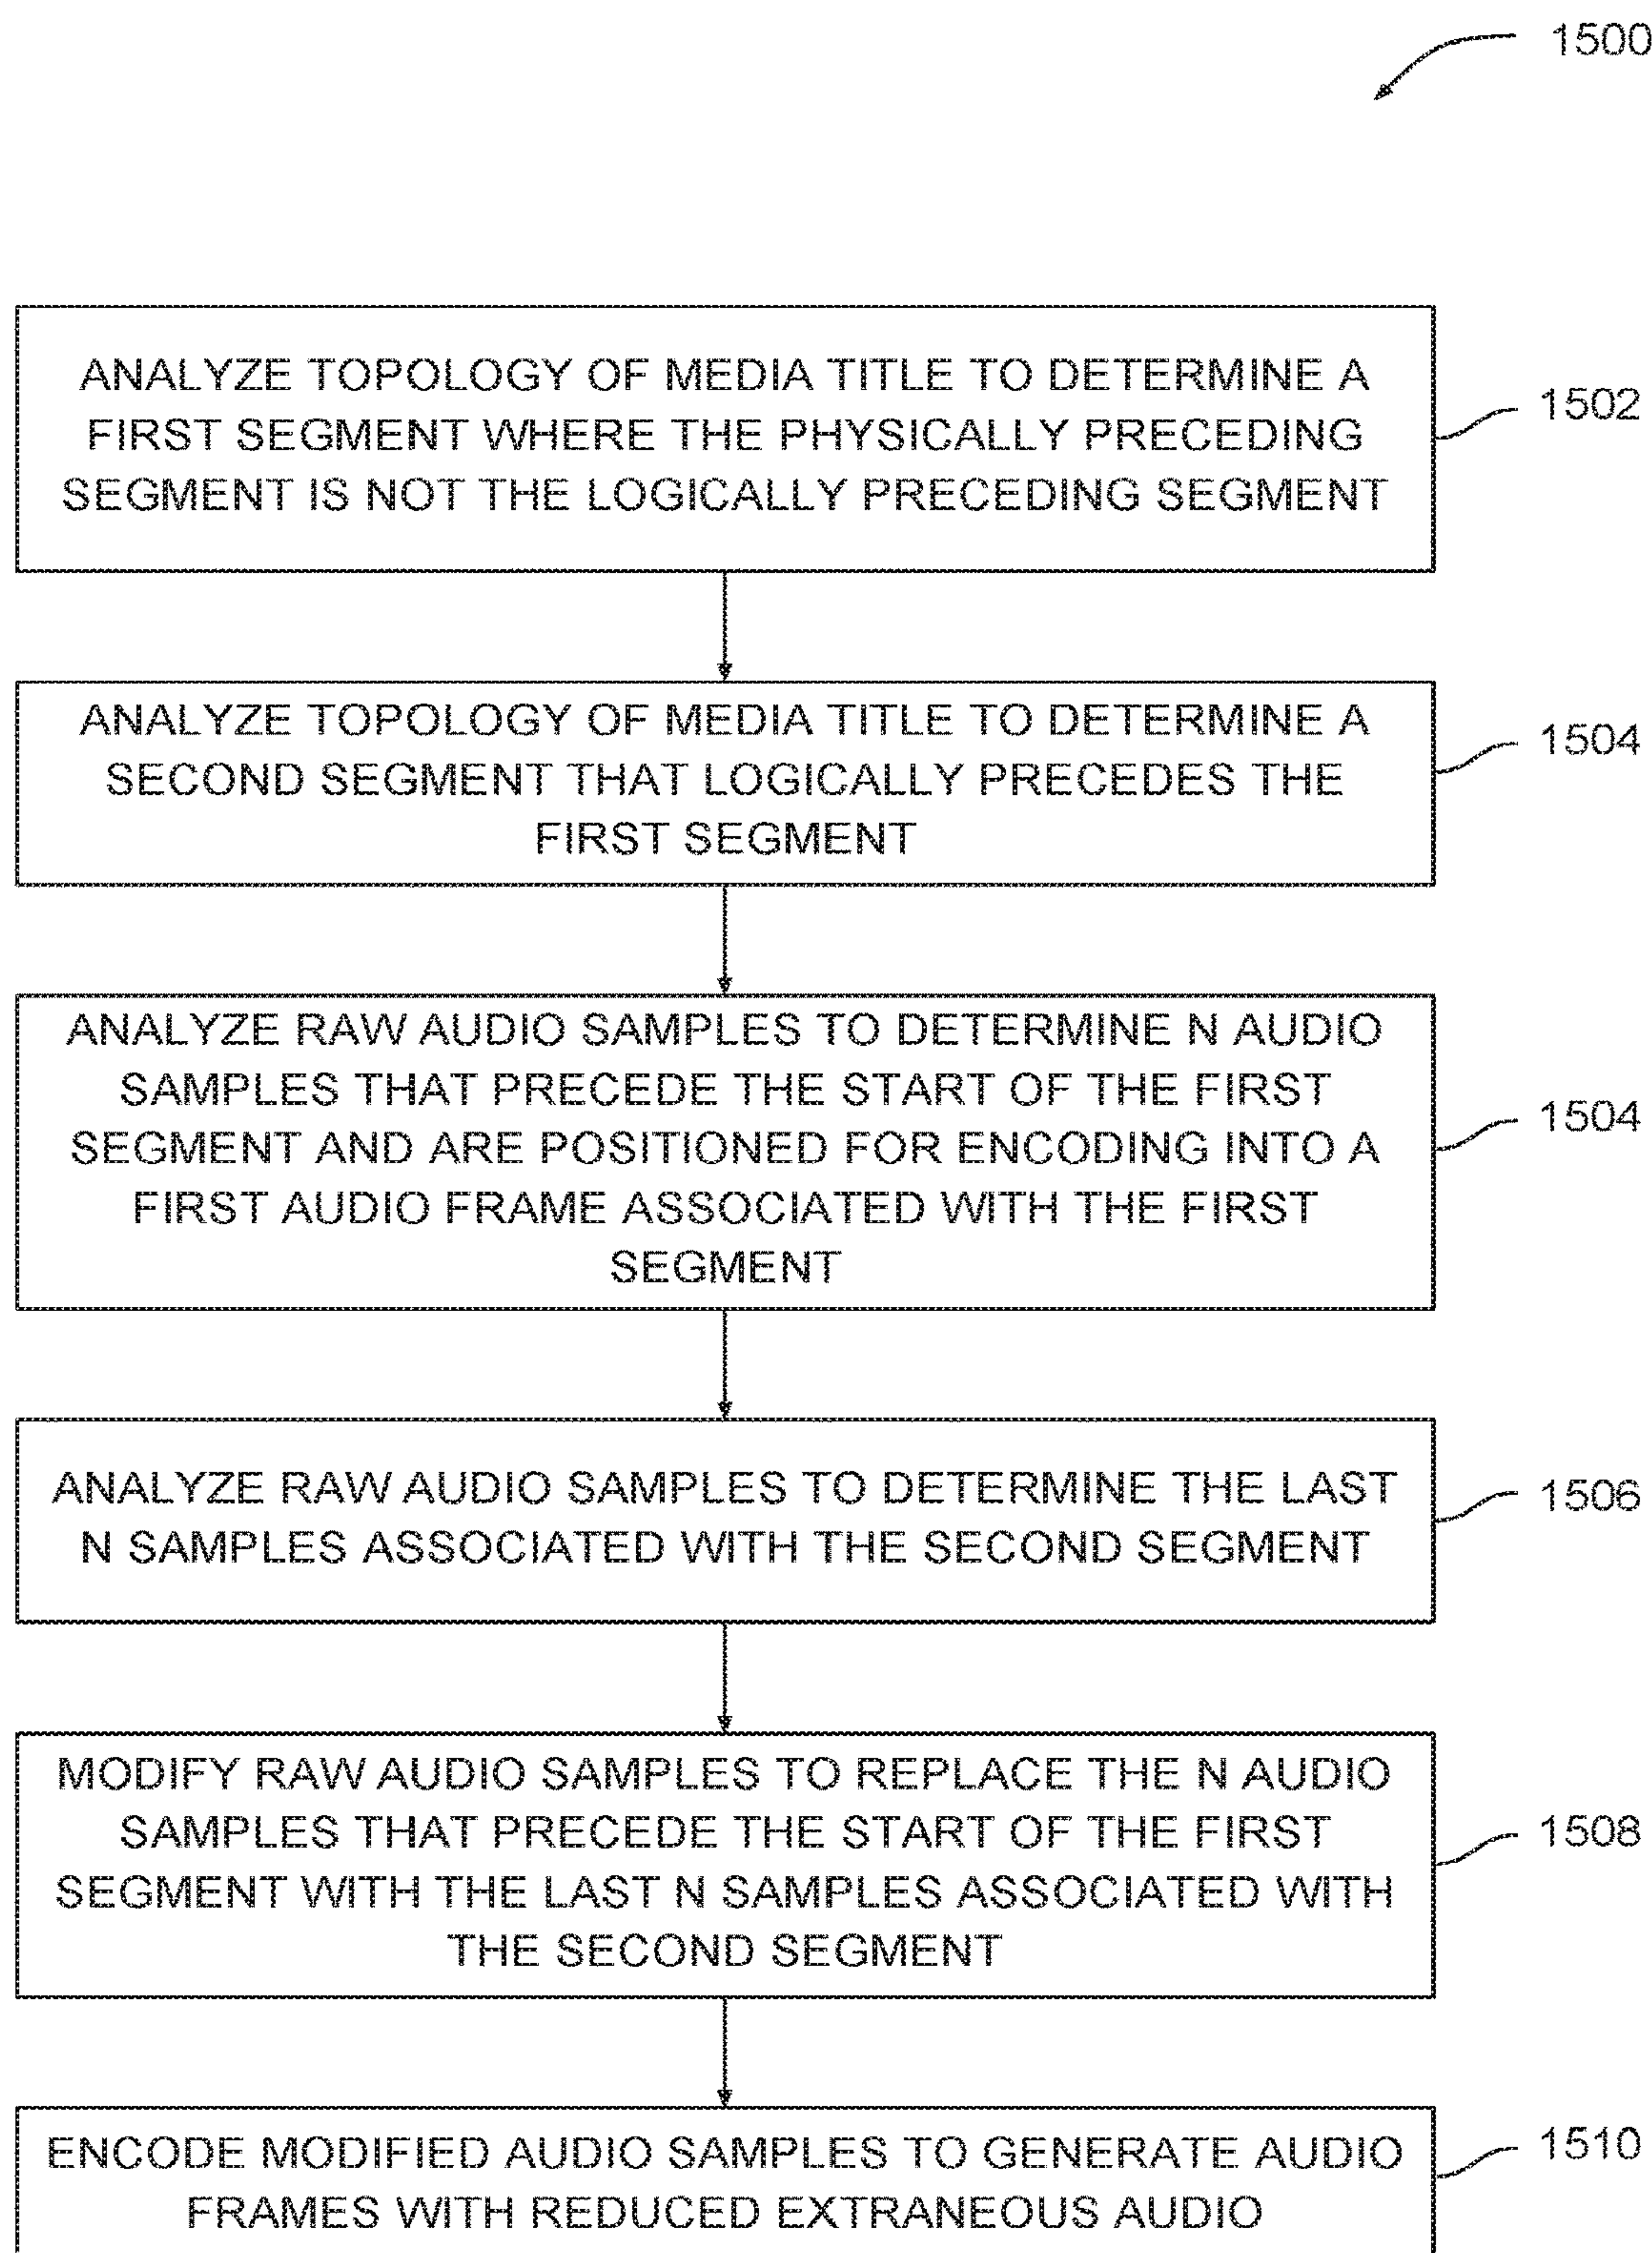 1500
ANALYZE TOPOLOGY OF MEDIA TITLE TO DETERMINE A
FIRST SEGMENT WHERE THE PHYSICALLY PRECEDING
SEGMENT IS NOT THE LOGICALLY PRECEDING SEGMENT
1502
ANALYZE TOPOLOGY OF MEDIA TITLE TO DETERMINE A
SECOND SEGMENT THAT LOGICALLY PRECEDES THE
FIRST SEGMENT
1504
ANALYZE RAW AUDIO SAMPLES TO DETERMINE N AUDIO
SAMPLES THAT PRECEDE THE START OF THE FIRST
SEGMENT AND ARE POSITIONED FOR ENCODING INTO A
FIRST AUDIO FRAME ASSOCIATED WITH THE FIRST
SEGMENT
1504
ANALYZE RAW AUDIO SAMPLES TO DETERMINE THE LAST
N SAMPLES ASSOCIATED WITH THE SECOND SEGMENT
1506
MODIFY RAW AUDIO SAMPLES TO REPLACE THE N AUDIO
SAMPLES THAT PRECEDE THE START OF THE FIRST
SEGMENT WITH THE LAST N SAMPLES ASSOCIATED WITH
THE SECOND SEGMENT
1508
ENCODE MODIFIED AUDIO SAMPLES TO GENERATE AUDIO
FRAMES WITH REDUCED EXTRANEOUS AUDIO
1510